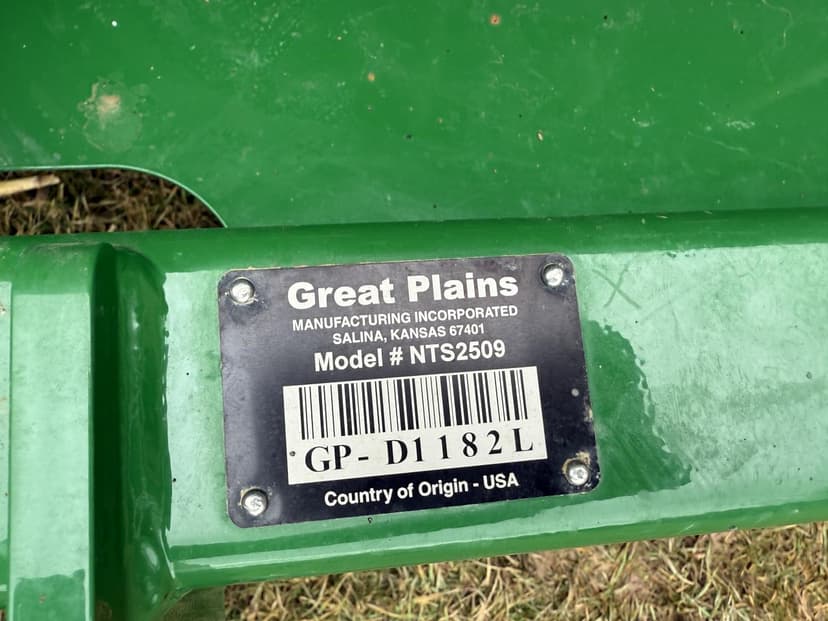 Great Plains
MANUFACTURING INCORPORATED
SALINA, KANSAS 67401
Model # NTS2509
GP- D1182L
Country of Origin - USA